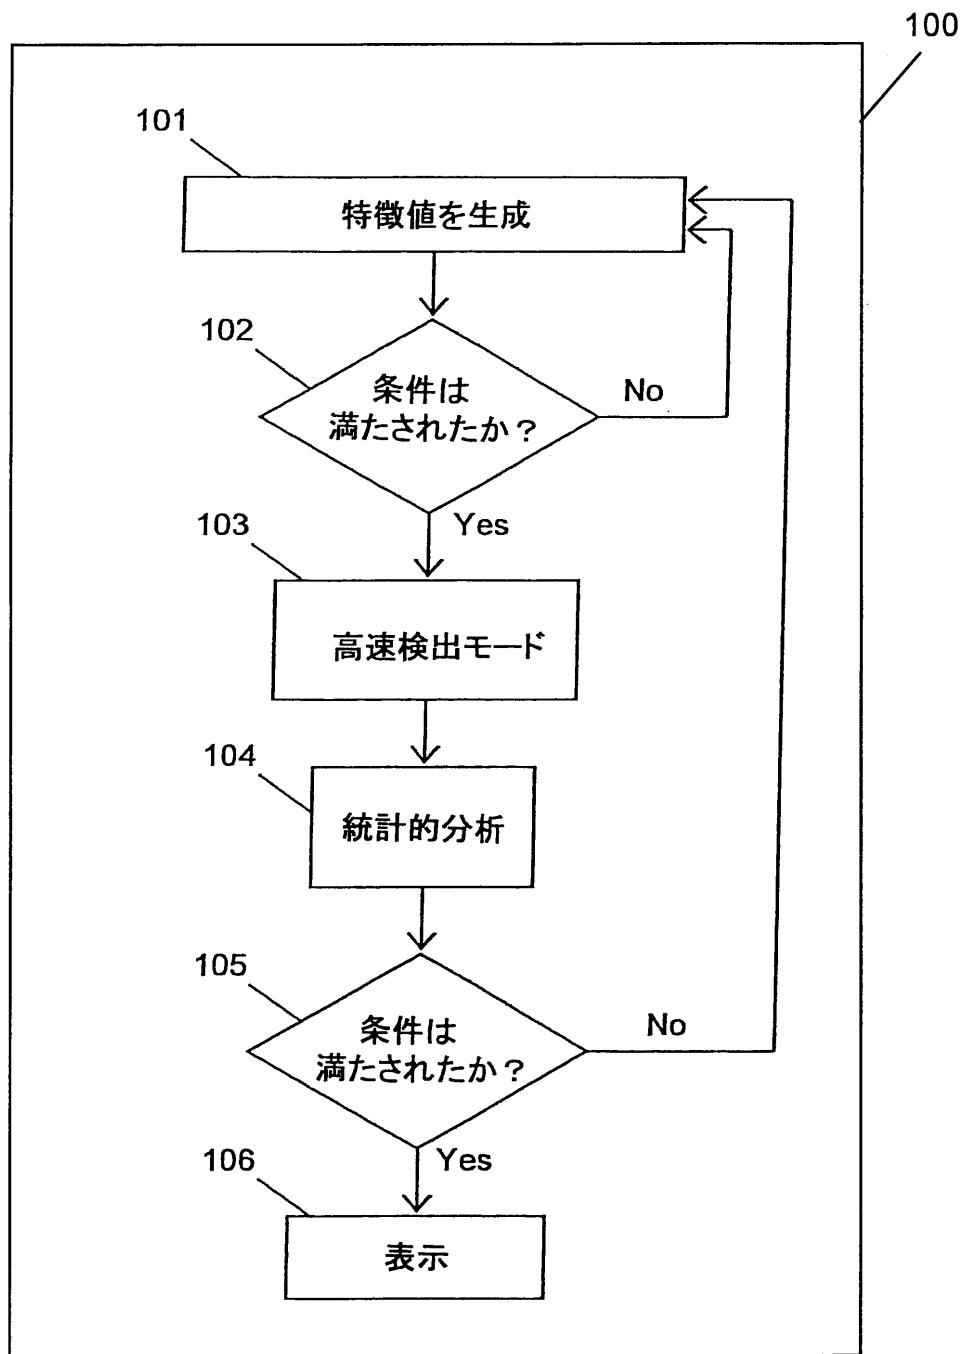 100
101
特徴値を生成
102
条件は
満たされたか？
No
Yes
103
高速検出モード
104
統計的分析
105
条件は
満たされたか？
No
Yes
106
表示